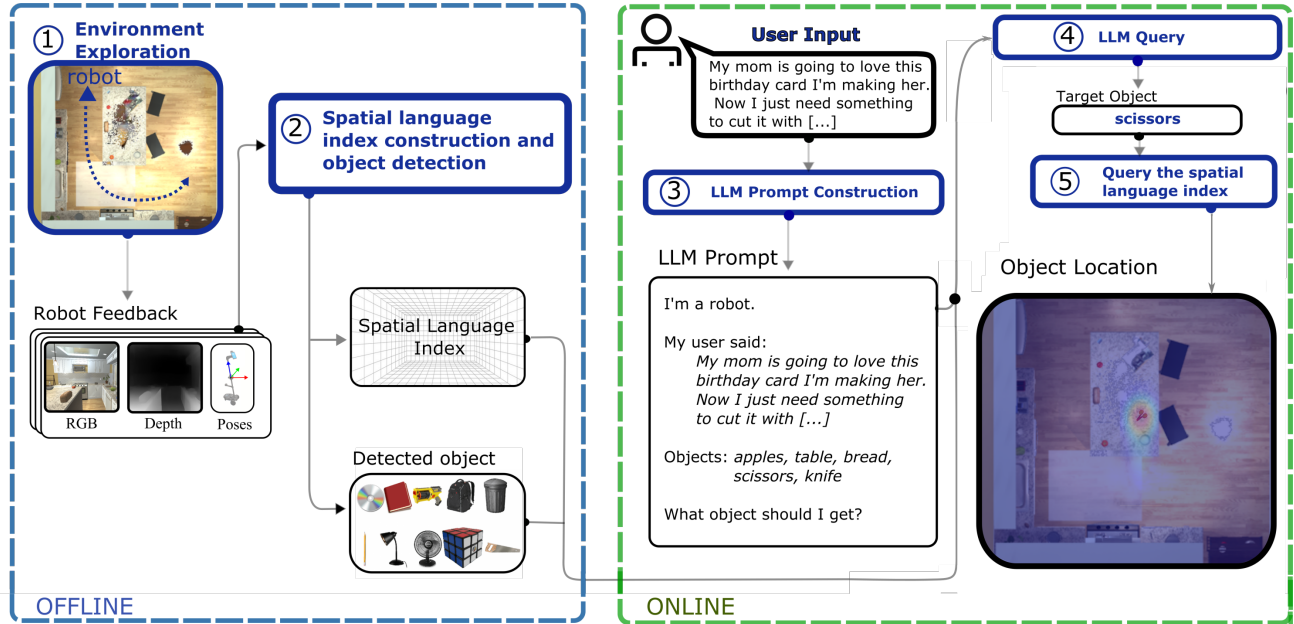 1
Environment
Exploration
robot
Robot Feedback
RGB
Depth
Poses
2
Spatial language
index construction and
object detection
Spatial Language
Index
Detected object
OFFLINE
User Input
My mom is going to love this
birthday card I'm making her.
Now I just need something
to cut it with [...]
3
LLM Prompt Construction
LLM Prompt
I'm a robot.
My user said:
My mom is going to love this
birthday card I'm making her.
Now I just need something
to cut it with [...]
Objects: apples, table, bread,
scissors, knife
What object should I get?
4
LLM Query
Target Object
scissors
5
Query the spatial
language index
Object Location
ONLINE